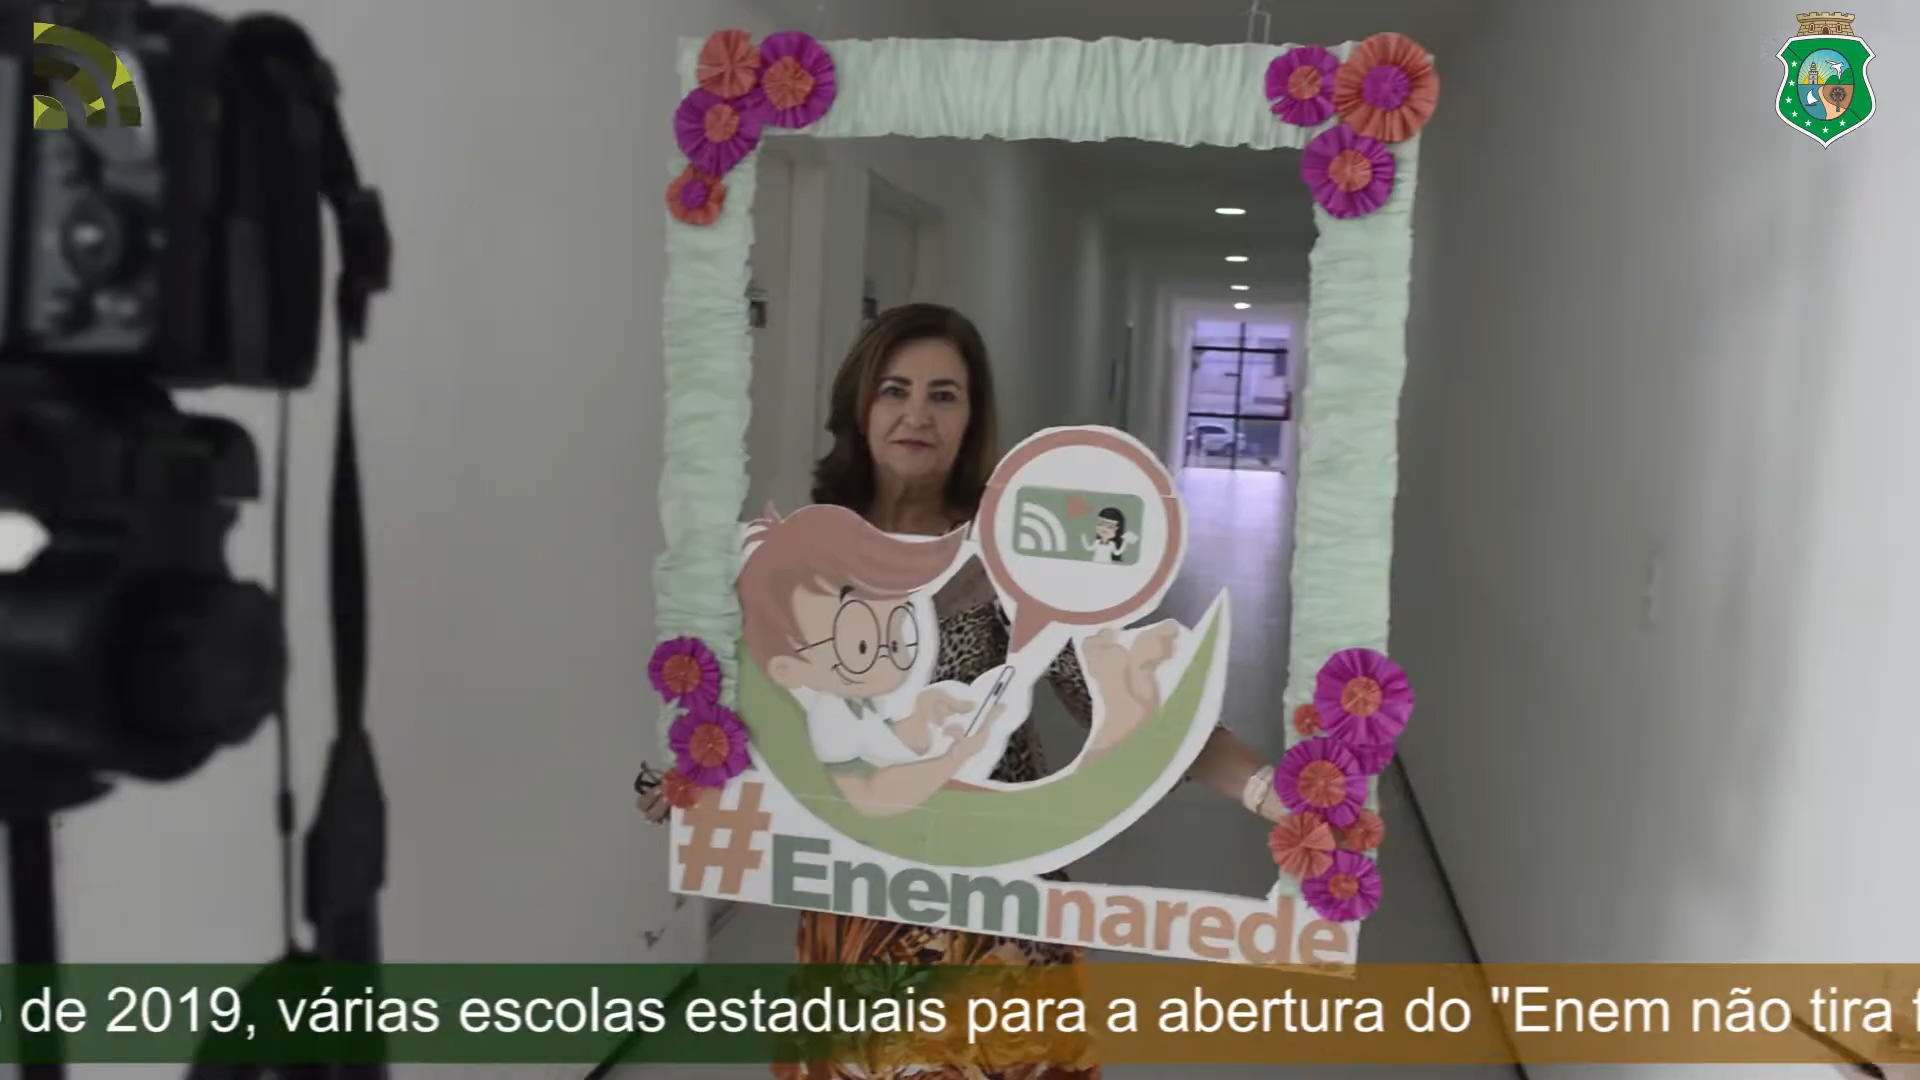 #Enemnarede
de 2019, várias escolas estaduais para a abertura do "Enem não tira